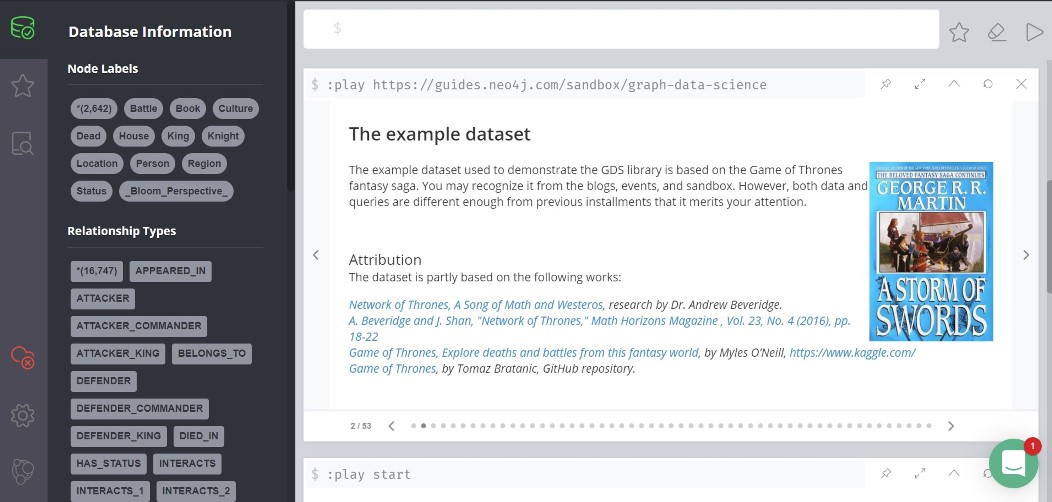 Database Information
Node Labels
*(2,642) Battle Book Culture
Dead House King Knight
Location Person Region
Status _Bloom_Perspective_
Relationship Types
*(16,747) APPEARED_IN
ATTACKER
ATTACKER_COMMANDER
ATTACKER_KING BELONGS_TO
DEFENDER
DEFENDER_COMMANDER
DEFENDER_KING DIED_IN
HAS_STATUS INTERACTS
INTERACTS_1 INTERACTS_2
$
$ :play https://guides.neo4j.com/sandbox/graph-data-science
The example dataset
The example dataset used to demonstrate the GDS library is based on the Game of Thrones
fantasy saga. You may recognize it from the blogs, events, and sandbox. However, both data and
queries are different enough from previous installments that it merits your attention.
THE BELOVED FANTASY SAGA CONTINUES
GEORGE R. R.
MARTIN
A STORM OF
SWORDS
Attribution
The dataset is partly based on the following works:
Network of Thrones, A Song of Math and Westeros, research by Dr. Andrew Beveridge.
A. Beveridge and J. Shan, "Network of Thrones," Math Horizons Magazine , Vol. 23, No. 4 (2016), pp.
18-22
Game of Thrones, Explore deaths and battles from this fantasy world, by Myles O'Neill, https://www.kaggle.com/
Game of Thrones, by Tomaz Bratanic, GitHub repository.
2 / 53
1
$ :play start